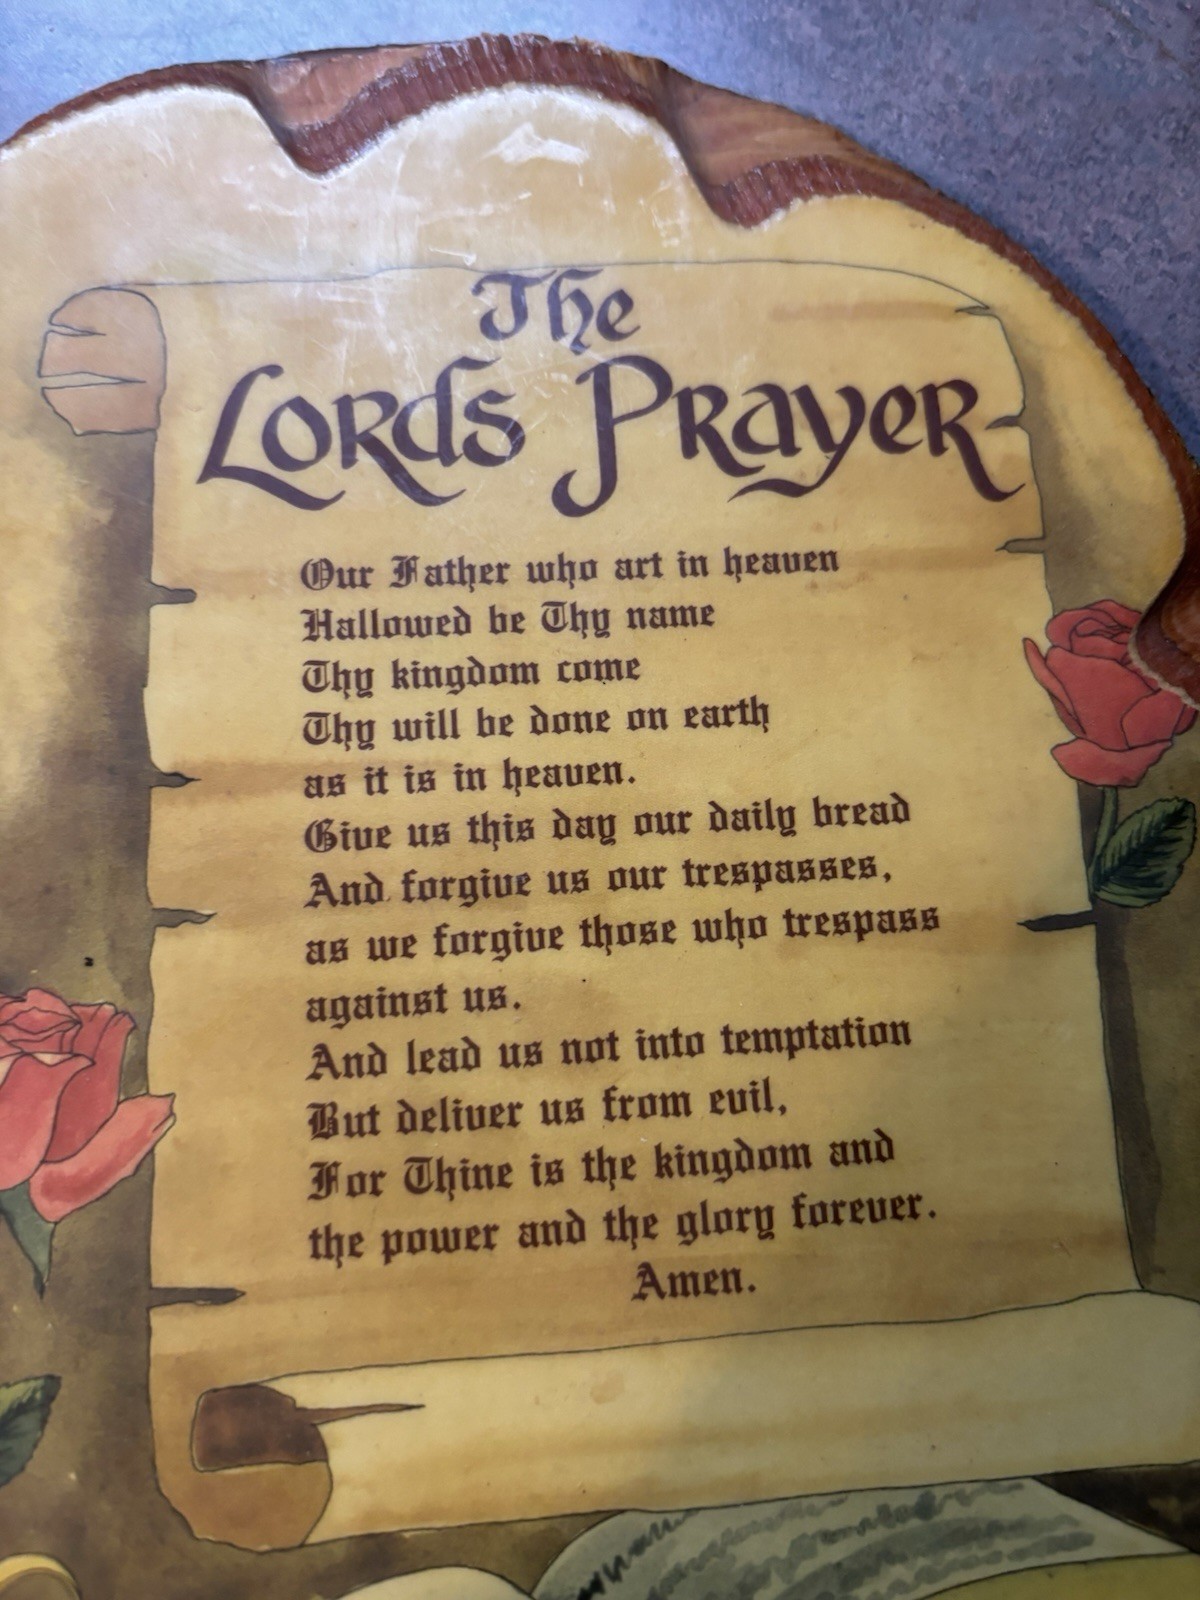 The
Lords Prayer
Our Father who art in heaven
Hallowed be Thy name
Thy kingdom come
Thy will be done on earth
as it is in heaven.
Give us this day our daily bread
And forgive us our trespasses,
as we forgive those who trespass
against us.
And lead us not into temptation
But deliver us from evil,
For Thine is the kingdom and
the power and the glory forever.
Amen.